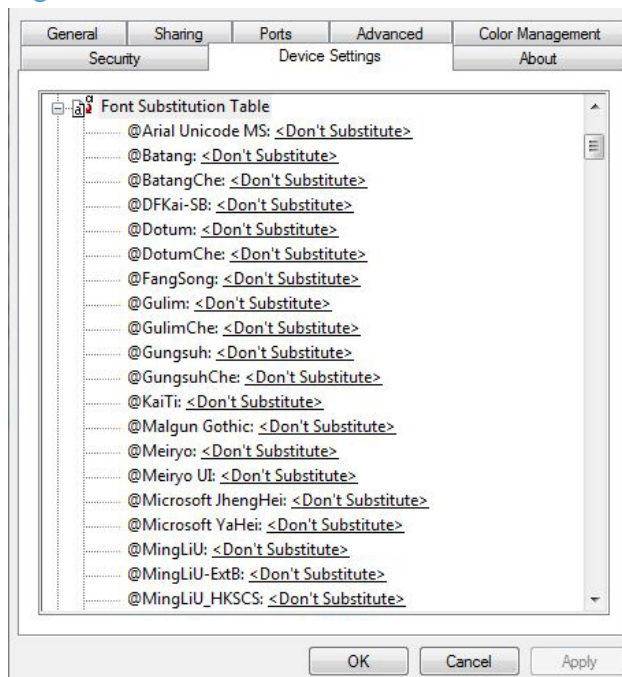 General Sharing Ports Advanced Color Management
Security Device Settings About
Font Substitution Table
@Arial Unicode MS: <Don't Substitute>
@Batang: <Don't Substitute>
@BatangChe: <Don't Substitute>
@DFKai-SB: <Don't Substitute>
@Dotum: <Don't Substitute>
@DotumChe: <Don't Substitute>
@FangSong: <Don't Substitute>
@Gulim: <Don't Substitute>
@GulimChe: <Don't Substitute>
@Gungsuh: <Don't Substitute>
@GungsuhChe: <Don't Substitute>
@KaiTi: <Don't Substitute>
@Malgun Gothic: <Don't Substitute>
@Meiryo: <Don't Substitute>
@Meiryo UI: <Don't Substitute>
@Microsoft JhengHei: <Don't Substitute>
@Microsoft YaHei: <Don't Substitute>
@MingLiU: <Don't Substitute>
@MingLiU-ExtB: <Don't Substitute>
@MingLiU_HKSCS: <Don't Substitute>
OK Cancel Apply